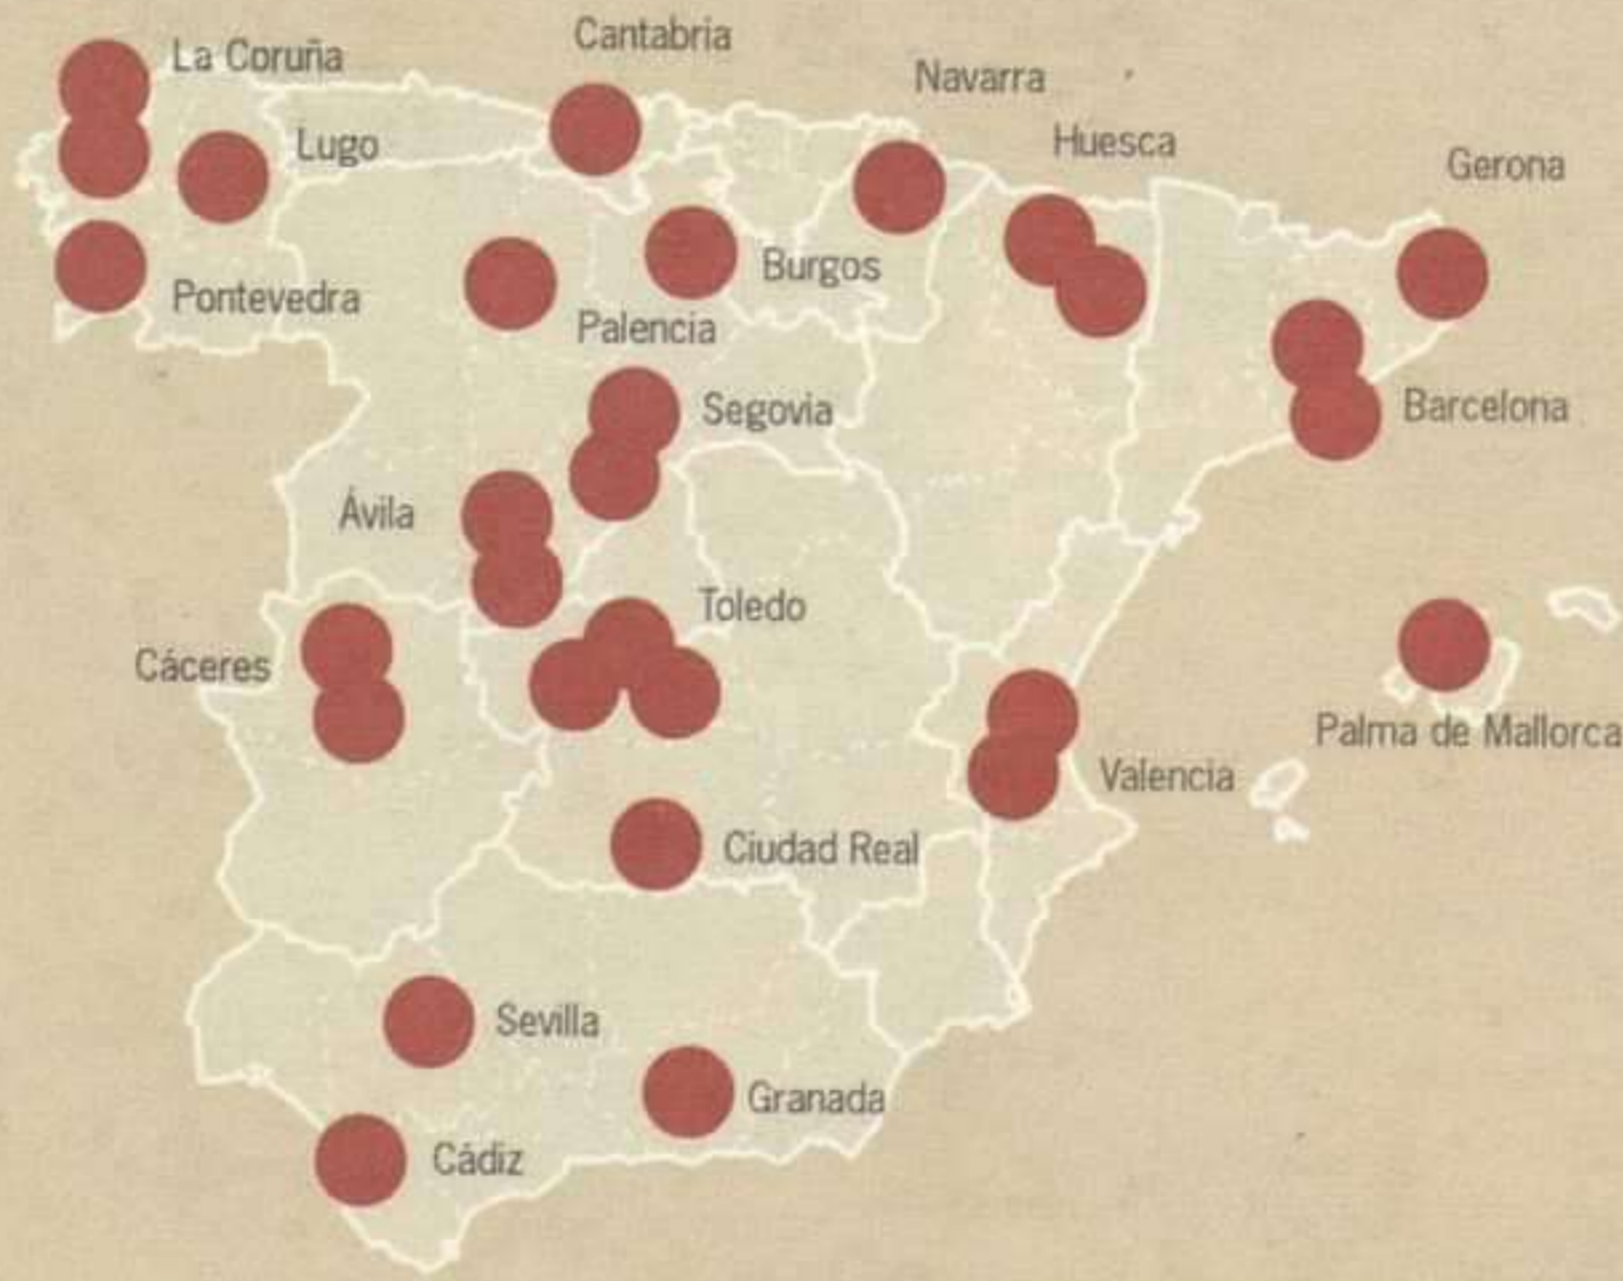 Cantabria
La Coruña
Navarra
Huesca
Lugo
Gerona
Burgos
Pontevedra
Palencia
Segovia
Barcelona
Ávila
Toledo
Cáceres
Palma de Mallorca
Valencia
Ciudad Real
Sevilla
Granada
Cádiz